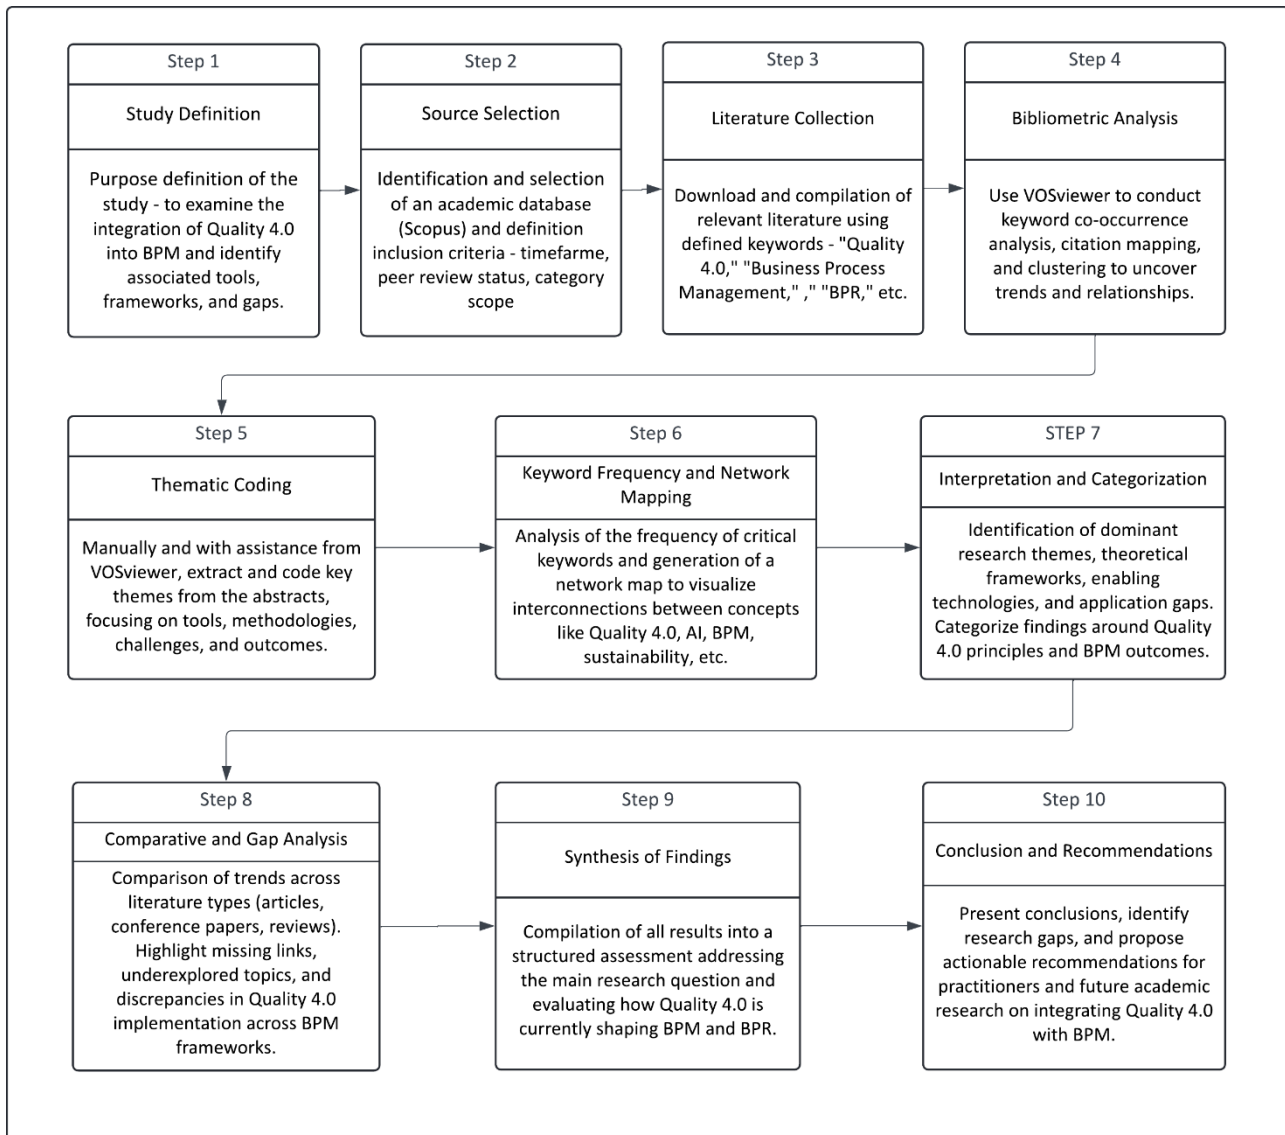 Step 1
Study Definition
Purpose definition of the
study - to examine the
integration of Quality 4.0
into BPM and identify
associated tools,
frameworks, and gaps.
Step 2
Source Selection
Identification and selection
of an academic database
(Scopus) and definition
inclusion criteria - timefarme,
peer review status, category
scope
Step 3
Literature Collection
Download and compilation of
relevant literature using
defined keywords - "Quality
4.0," "Business Process
Management," ," "BPR," etc.
Step 4
Bibliometric Analysis
Use VOSviewer to conduct
keyword co-occurrence
analysis, citation mapping,
and clustering to uncover
trends and relationships.
Step 5
Thematic Coding
Manually and with assistance from
VOSviewer, extract and code key
themes from the abstracts,
focusing on tools, methodologies,
challenges, and outcomes.
Step 6
Keyword Frequency and Network
Mapping
Analysis of the frequency of critical
keywords and generation of a
network map to visualize
interconnections between concepts
like Quality 4.0, AI, BPM,
sustainability, etc.
STEP 7
Interpretation and Categorization
Identification of dominant
research themes, theoretical
frameworks, enabling
technologies, and application gaps.
Categorize findings around Quality
4.0 principles and BPM outcomes.
Step 8
Comparative and Gap Analysis
Comparison of trends across
literature types (articles,
conference papers, reviews).
Highlight missing links,
underexplored topics, and
discrepancies in Quality 4.0
implementation across BPM
frameworks.
Step 9
Synthesis of Findings
Compilation of all results into a
structured assessment addressing
the main research question and
evaluating how Quality 4.0 is
currently shaping BPM and BPR.
Step 10
Conclusion and Recommendations
Present conclusions, identify
research gaps, and propose
actionable recommendations for
practitioners and future academic
research on integrating Quality 4.0
with BPM.